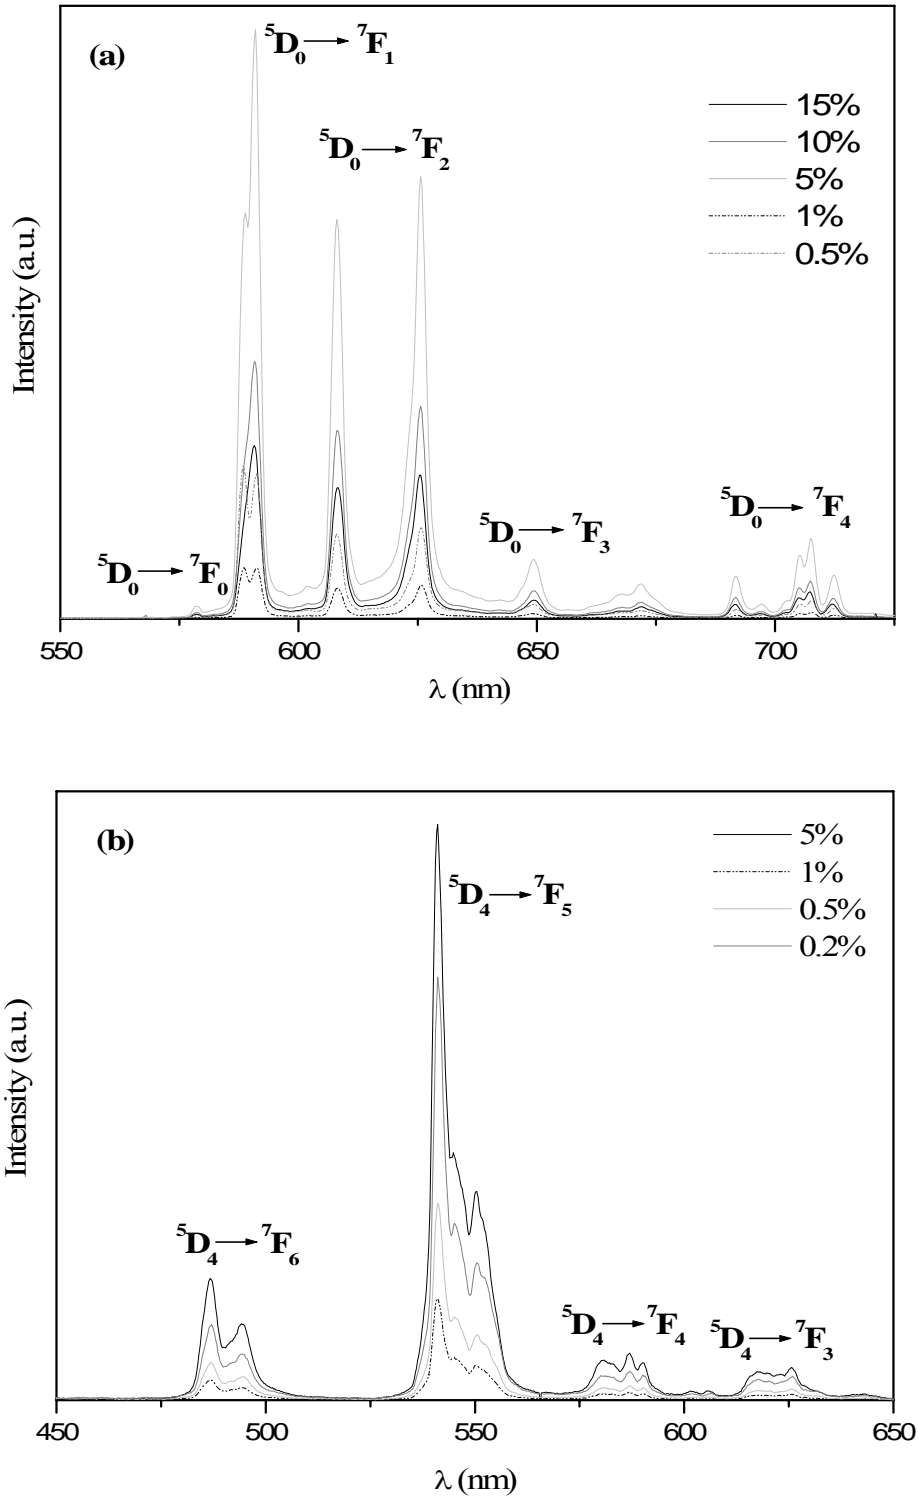 (a)
⁵D₀ → ⁷F₁
⁵D₀ → ⁷F₂
15%
10%
5%
1%
0.5%
⁵D₀ → ⁷F₀
⁵D₀ → ⁷F₃
⁵D₀ → ⁷F₄
Intensity (a.u.)
550 600 650 700
λ (nm)
(b)
5%
1%
0.5%
0.2%
⁵D₄ → ⁷F₅
⁵D₄ → ⁷F₆
⁵D₄ → ⁷F₄
⁵D₄ → ⁷F₃
Intensity (a.u.)
450 500 550 600 650
λ (nm)